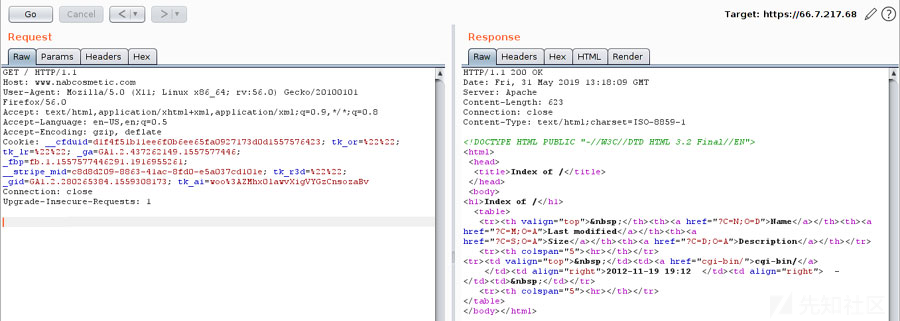 Go
Cancel
<
>
Target: https://66.7.217.68
Request
Raw
Params
Headers
Hex
GET / HTTP/1.1
Host: www.nabcosmetic.com
User-Agent: Mozilla/5.0 (X11; Linux x86_64; rv:56.0) Gecko/20100101
Firefox/56.0
Accept: text/html,application/xhtml+xml,application/xml;q=0.9,*/*;q=0.8
Accept-Language: en-US,en;q=0.5
Accept-Encoding: gzip, deflate
Cookie: __cfduid=d1f4f51b11ee6f0b6ee65fa0927173d0d1557576423; tk_or=%22%22;
tk_lr=%22%22; _ga=GA1.2.437262149.1557577446;
_fbp=fb.1.1557577446291.1916955261;
__stripe_mid=c8d8d209-8863-41ac-8fd0-e5a037cd101e; tk_r3d=%22%22;
_gid=GA1.2.280265384.1559308173; tk_ai=woo%3AZMhxO1awvXigVYGzCnsozaBv
Connection: close
Upgrade-Insecure-Requests: 1
Response
Raw
Headers
Hex
HTML
Render
HTTP/1.1 200 OK
Date: Fri, 31 May 2019 13:18:09 GMT
Server: Apache
Content-Length: 623
Connection: close
Content-Type: text/html;charset=ISO-8859-1
<!DOCTYPE HTML PUBLIC "-//W3C//DTD HTML 3.2 Final//EN">
<html>
<head>
<title>Index of /</title>
</head>
<body>
<h1>Index of /</h1>
<table>
<tr><th valign="top">&nbsp;</th><th><a href="?C=N;O=D">Name</a></th><th><a
href="?C=M;O=A">Last modified</a></th><th><a
href="?C=S;O=A">Size</a></th><th><a href="?C=D;O=A">Description</a></th></tr>
<tr><th colspan="5"><hr></th></tr>
<tr><td valign="top">&nbsp;</td><td><a href="cgi-bin/">cgi-bin/</a>
</td><td align="right">2012-11-19 19:12  </td><td align="right">  -
</td><td>&nbsp;</td></tr>
<tr><th colspan="5"><hr></th></tr>
</table>
</body></html>
先知社区